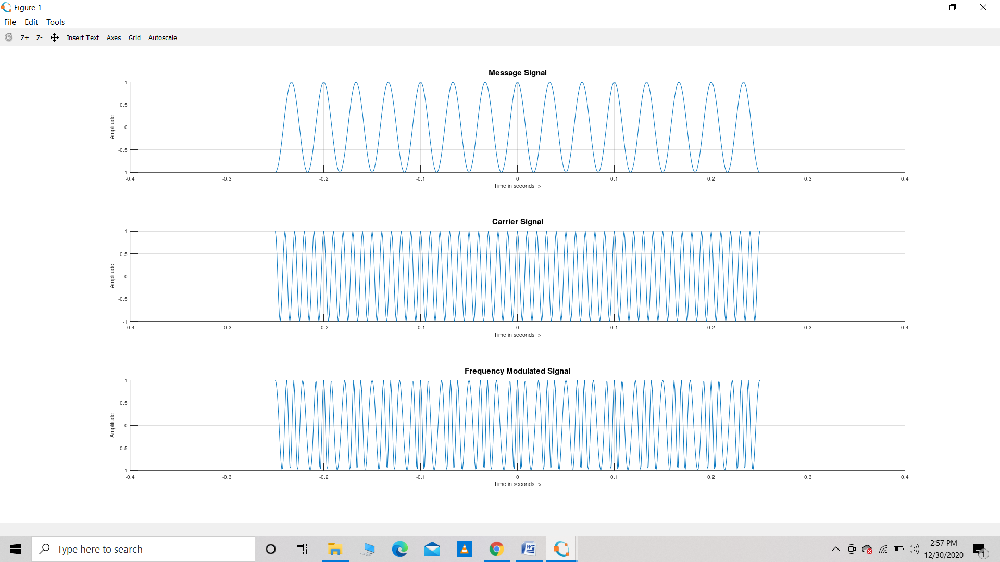 Figure 1
File Edit Tools
Z+ Z- Insert Text Axes Grid Autoscale
Message Signal
1
0.5
0
-0.5
-1
Amplitude
-0.4 -0.3 -0.2 -0.1 0 0.1 0.2 0.3 0.4
Time in seconds ->
Carrier Signal
1
0.5
0
-0.5
-1
Amplitude
-0.4 -0.3 -0.2 -0.1 0 0.1 0.2 0.3 0.4
Time in seconds ->
Frequency Modulated Signal
1
0.5
0
-0.5
-1
Amplitude
-0.4 -0.3 -0.2 -0.1 0 0.1 0.2 0.3 0.4
Time in seconds ->
Type here to search
2:57 PM
12/30/2020
1